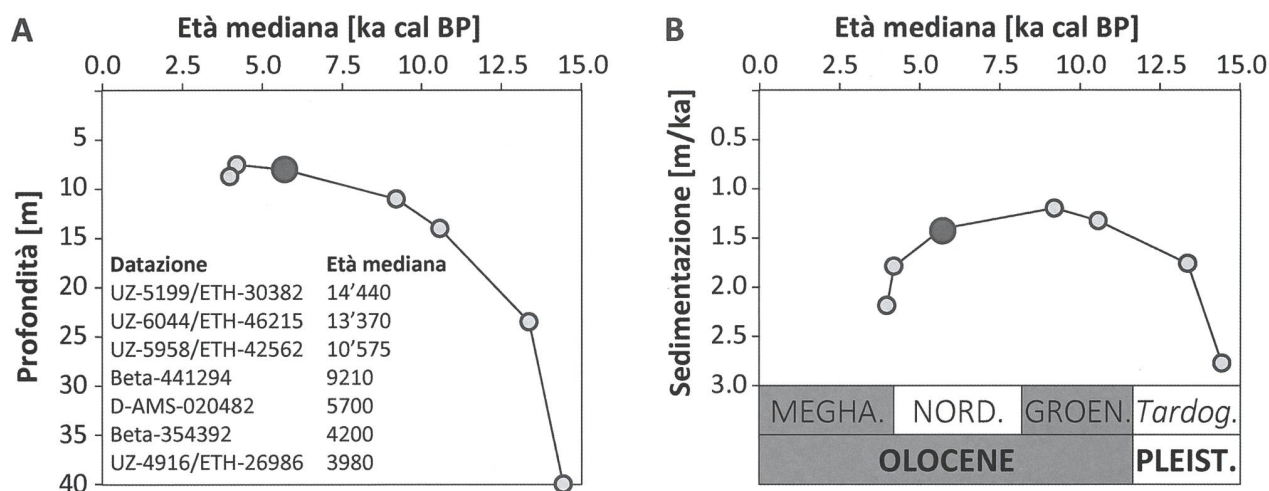 A
Età mediana [ka cal BP]
0.0 2.5 5.0 7.5 10.0 12.5 15.0
Profondità [m]
5
10
15
20
25
30
35
40
Datazione Età mediana
UZ-5199/ETH-30382 14’440
UZ-6044/ETH-46215 13’370
UZ-5958/ETH-42562 10’575
Beta-441294 9210
D-AMS-020482 5700
Beta-354392 4200
UZ-4916/ETH-26986 3980
B
Età mediana [ka cal BP]
0.0 2.5 5.0 7.5 10.0 12.5 15.0
Sedimentazione [m/ka]
0.5
1.0
1.5
2.0
2.5
3.0
MEGHA. NORD. GROEN. Tardog.
OLOCENE PLEIST.